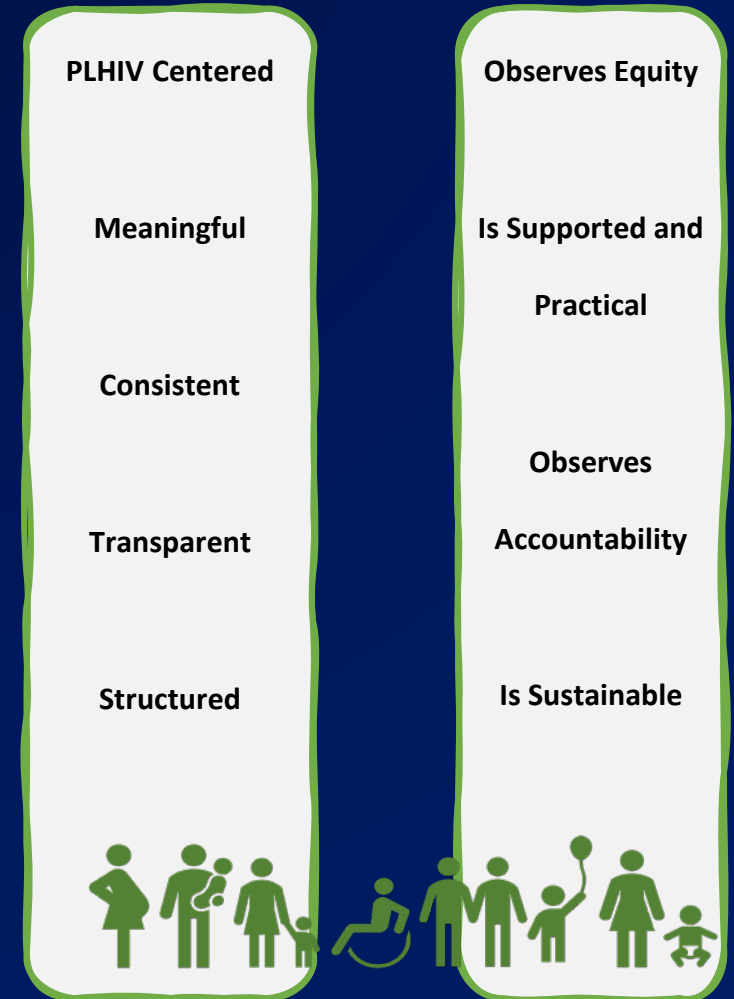 PLHIV Centered
Meaningful
Consistent
Transparent
Structured
Observes Equity
Is Supported and
Practical
Observes
Accountability
Is Sustainable